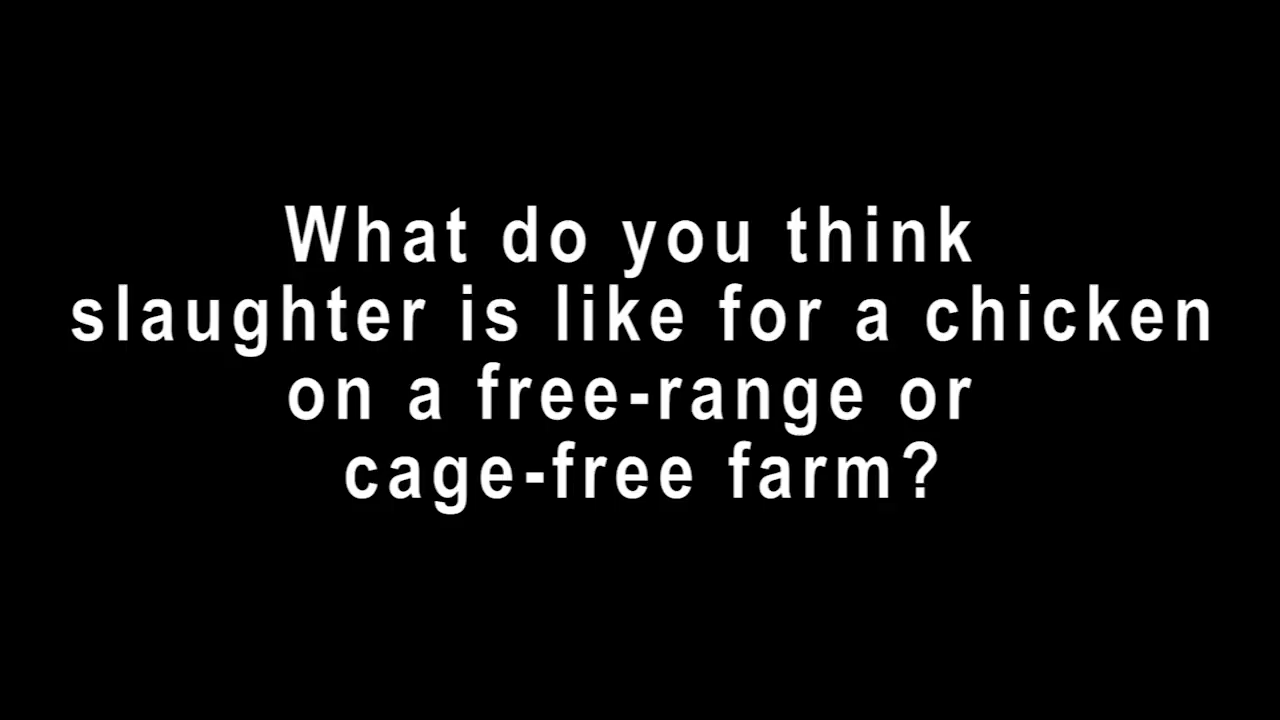 What do you think
slaughter is like for a chicken
on a free-range or
cage-free farm?